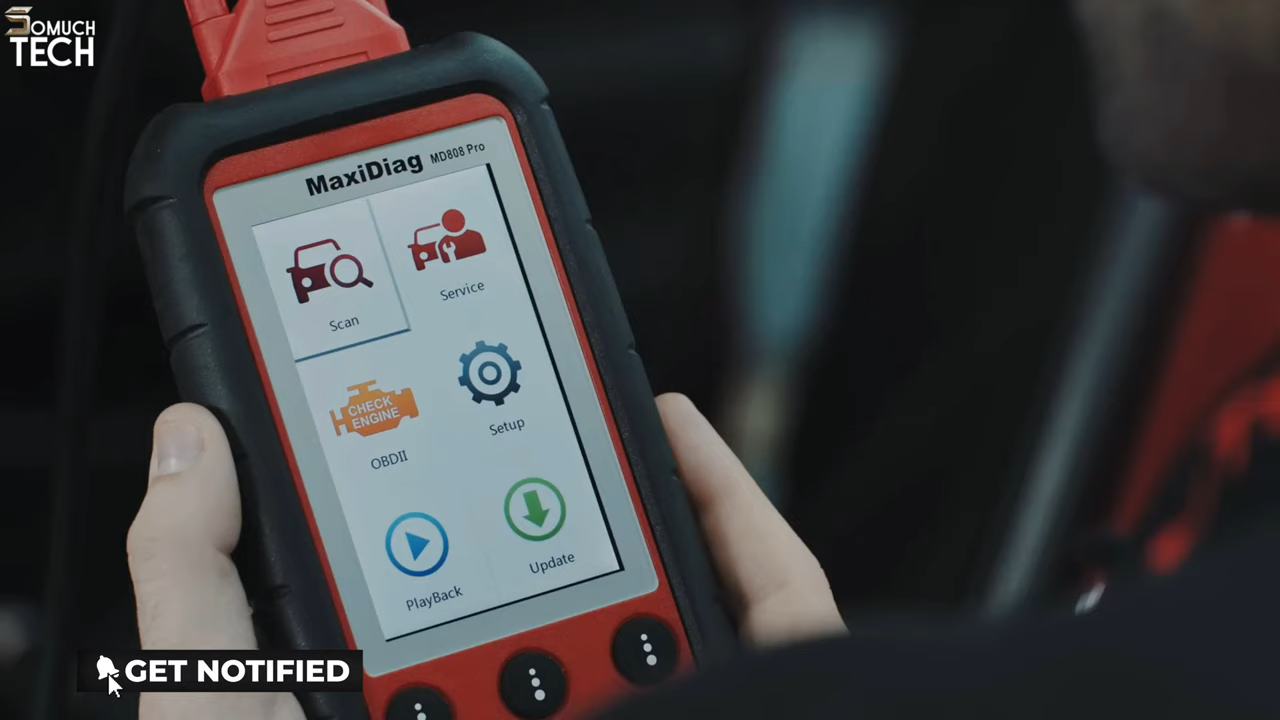 SOMUCH
TECH
MaxiDiag MD808 Pro
Scan
Service
CHECK
ENGINE
OBDII
Setup
PlayBack
Update
GET NOTIFIED